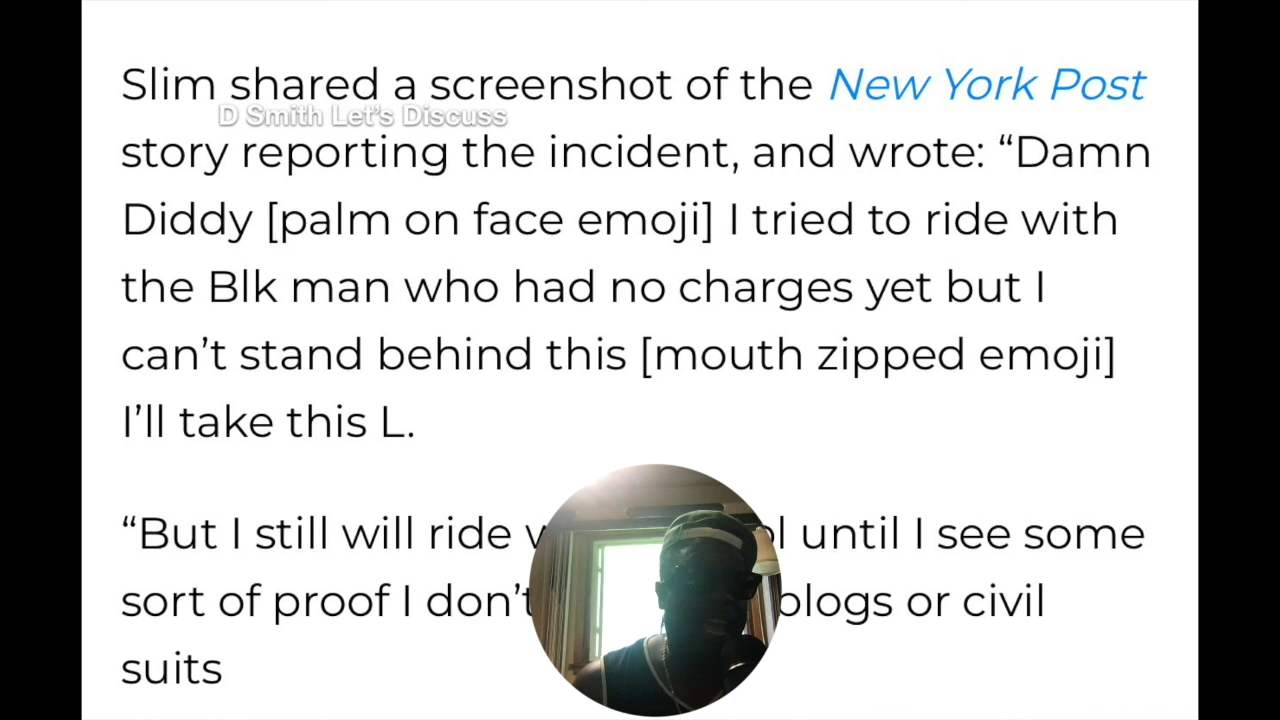 Slim shared a screenshot of the New York Post
D Smith Let's Discuss
story reporting the incident, and wrote: “Damn
Diddy [palm on face emoji] I tried to ride with
the Blk man who had no charges yet but I
can’t stand behind this [mouth zipped emoji]
I’ll take this L.
“But I still will ride until I see some
sort of proof I don’t blogs or civil
suits